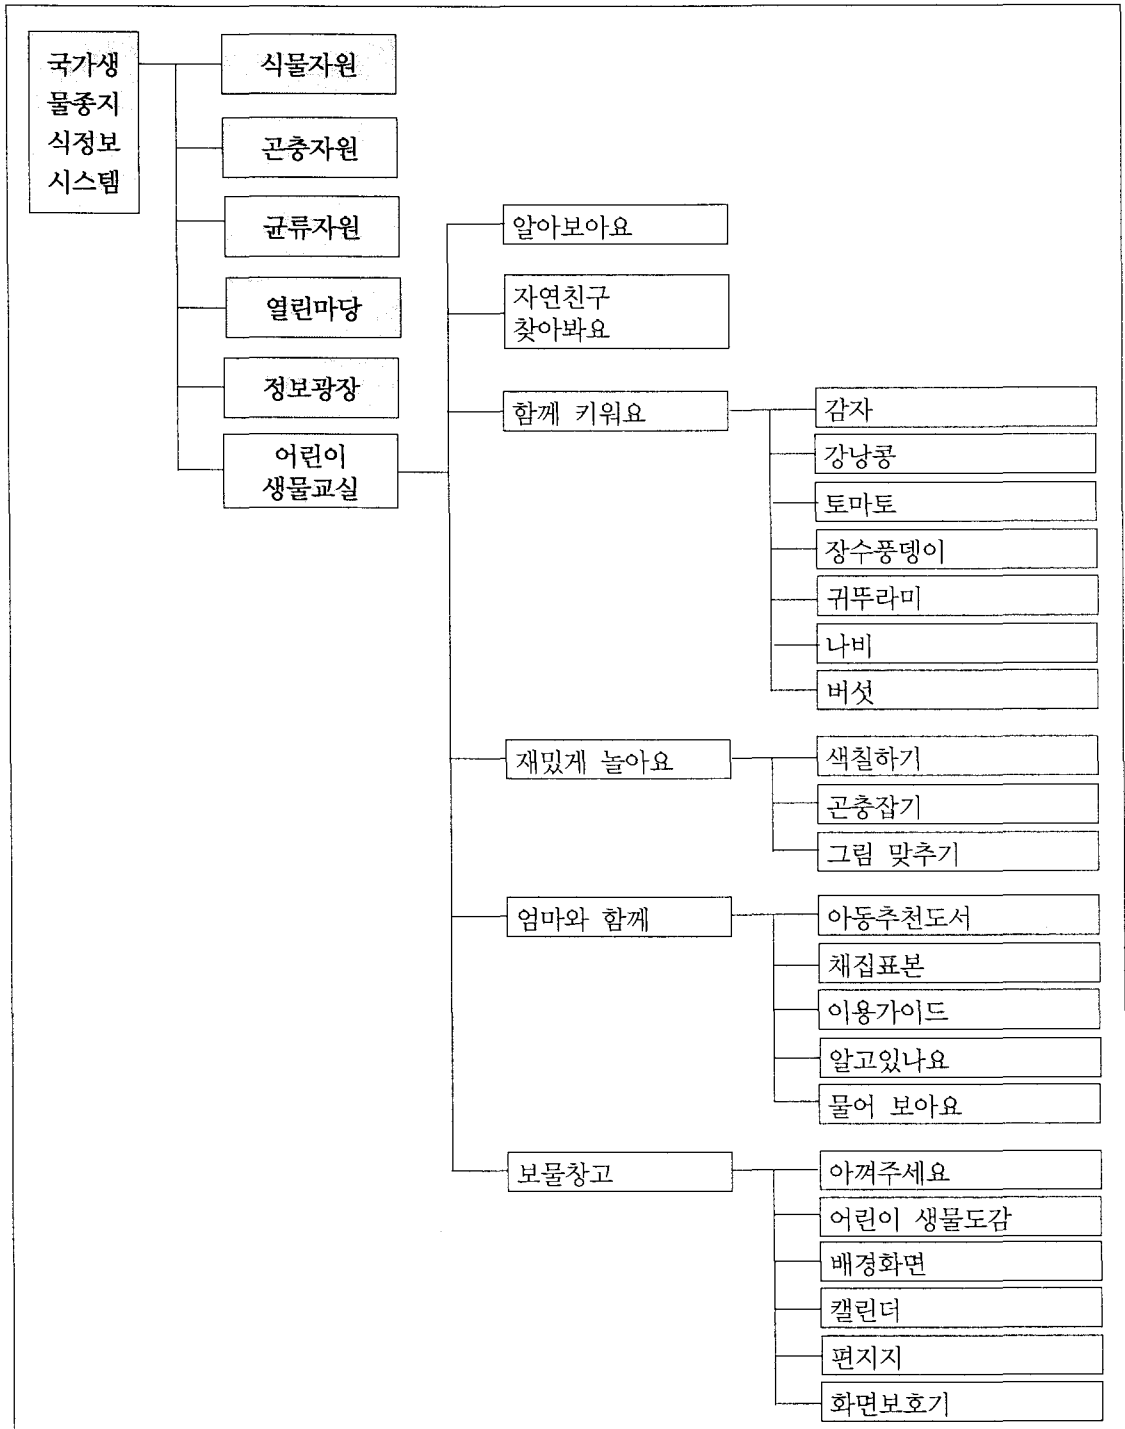 국가생
물종지
식정보
시스템
식물자원
곤충자원
균류자원
열린마당
정보광장
어린이
생물교실
알아보아요
자연친구
찾아봐요
함께 키워요
감자
강낭콩
토마토
장수풍뎅이
귀뚜라미
나비
버섯
재밌게 놀아요
색칠하기
곤충잡기
그림 맞추기
엄마와 함께
아동추천도서
채집표본
이용가이드
알고있나요
물어 보아요
보물창고
아껴주세요
어린이 생물도감
배경화면
캘린더
편지지
화면보호기